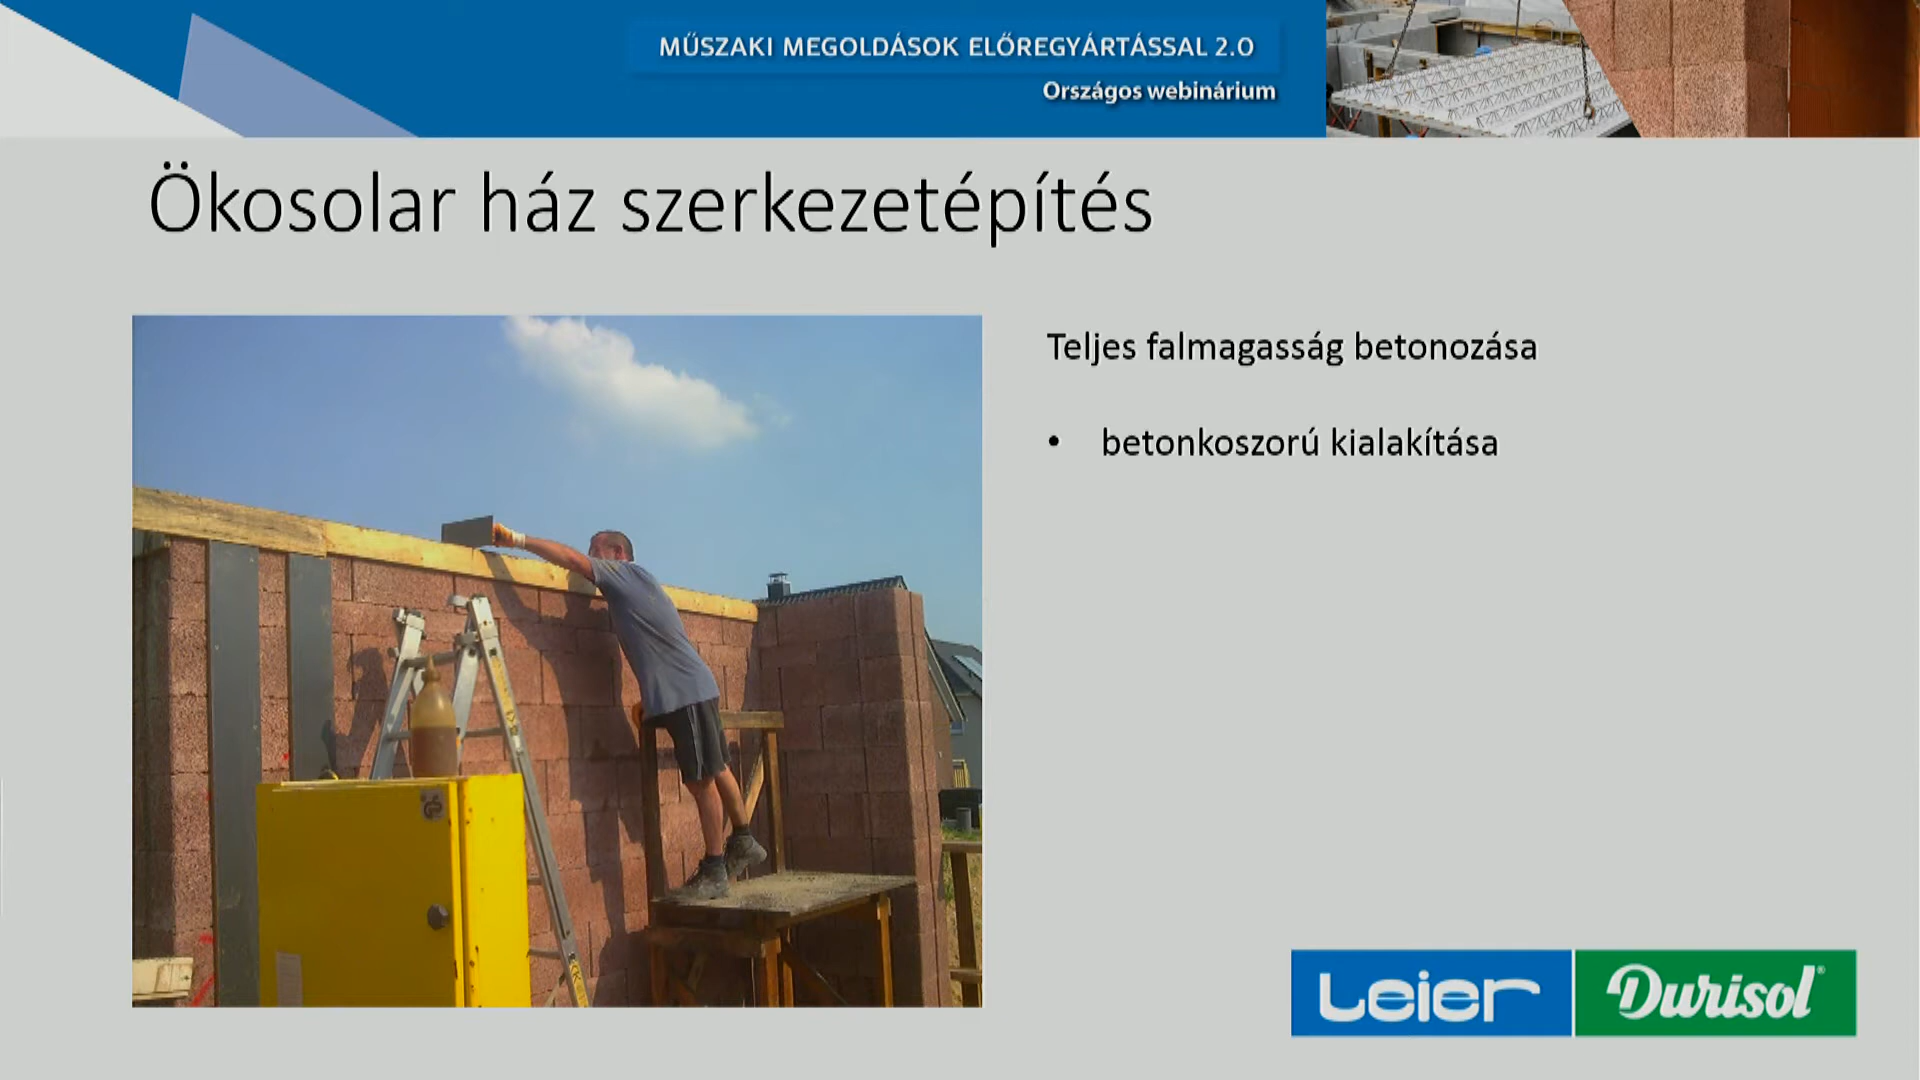 MŰSZAKI MEGOLDÁSOK ELŐREGYÁRTÁSSAL 2.0
Országos webinárium
Ökosolar ház szerkezetépítés
Teljes falmagasság betonozása
• betonkoszorú kialakítása
Leier
Durisol®